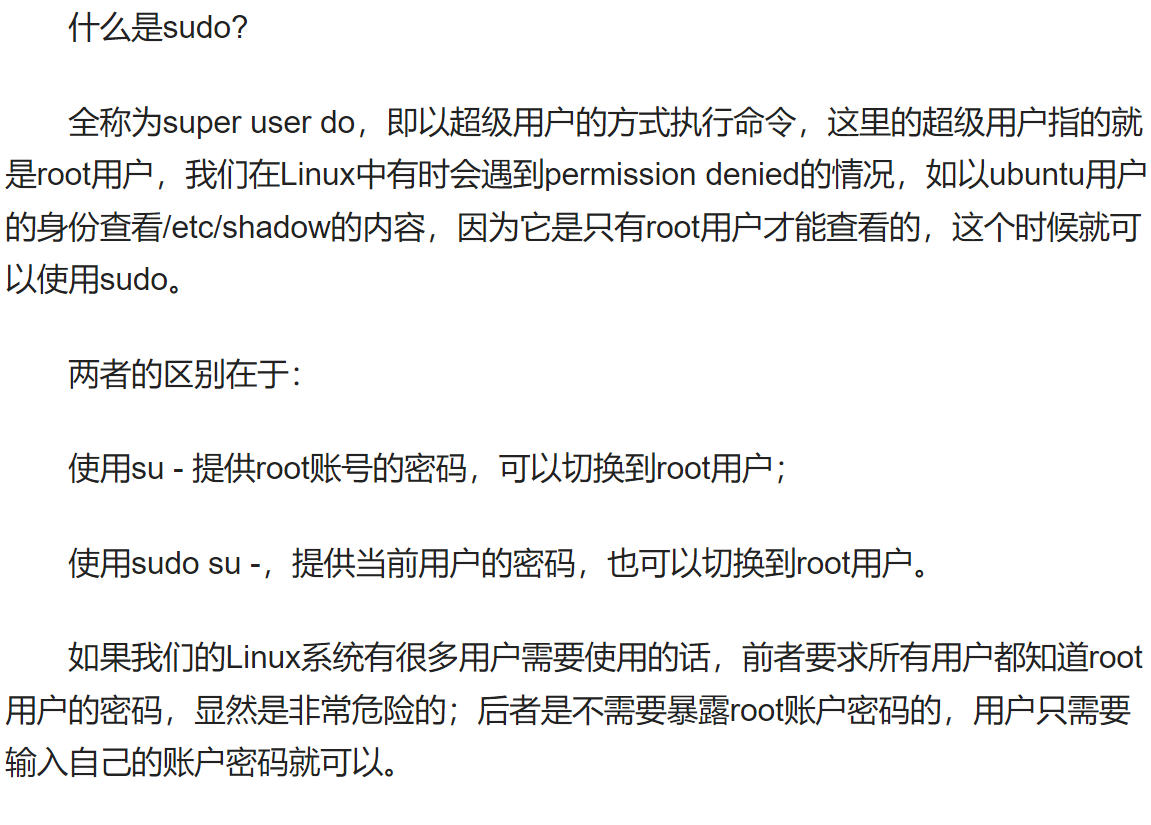 什么是sudo?
全称为super user do，即以超级用户的方式执行命令，这里的超级用户指的就
是root用户，我们在Linux中有时会遇到permission denied的情况，如以ubuntu用户
的身份查看/etc/shadow的内容，因为它是只有root用户才能查看的，这个时候就可
以使用sudo。
两者的区别在于：
使用su - 提供root账号的密码，可以切换到root用户；
使用sudo su -，提供当前用户的密码，也可以切换到root用户。
如果我们的Linux系统有很多用户需要使用的话，前者要求所有用户都知道root
用户的密码，显然是非常危险的；后者是不需要暴露root账户密码的，用户只需要
输入自己的账户密码就可以。